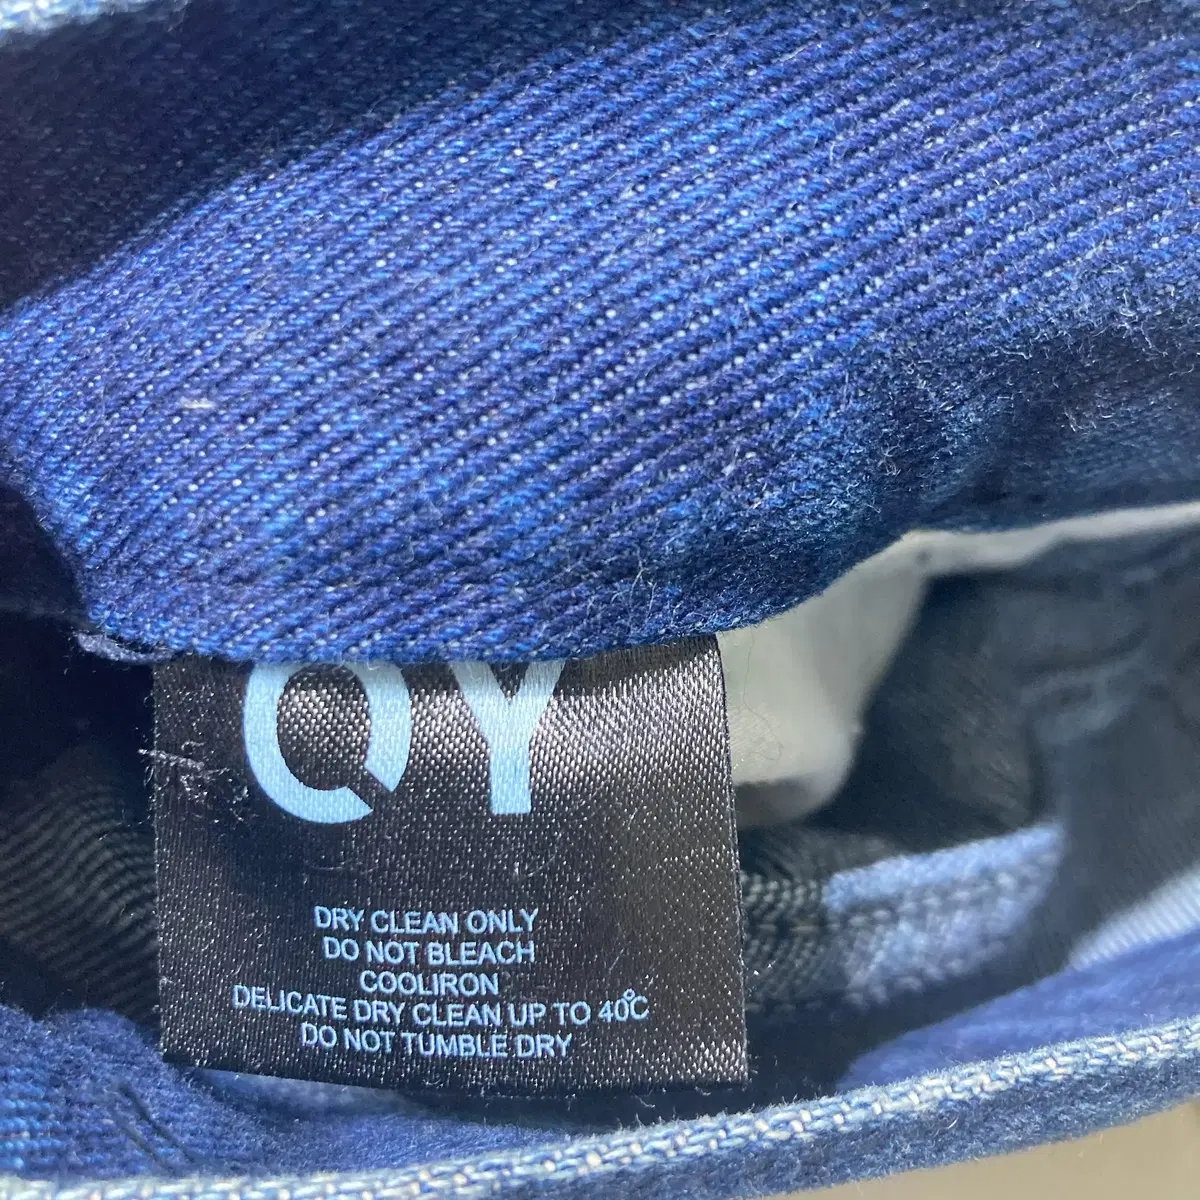 QY
DRY CLEAN ONLY
DO NOT BLEACH
COOLIRON
DELICATE DRY CLEAN UP TO 40℃
DO NOT TUMBLE DRY